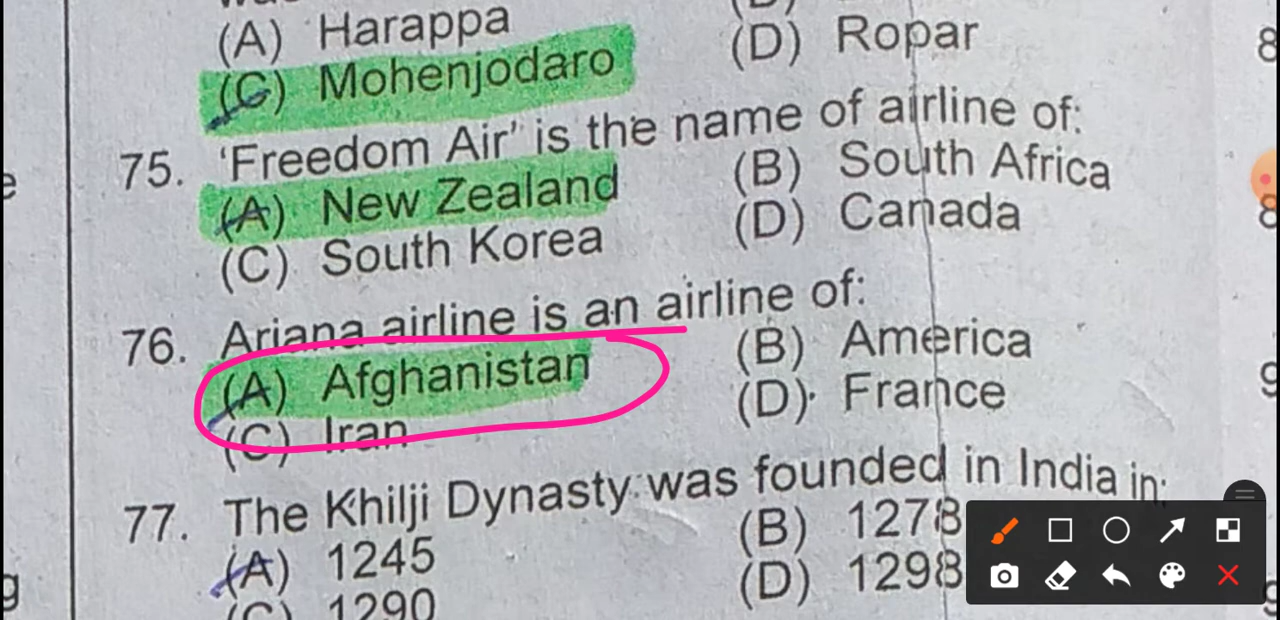 (A) Harappa
(D) Ropar
(C) Mohenjodaro
75. 'Freedom Air' is the name of airline of:
(A) New Zealand (B) South Africa
(C) South Korea (D) Canada
76. Ariana airline is an airline of:
(A) Afghanistan (B) America
(C) Iran (D) France
77. The Khilji Dynasty was founded in India in:
(A) 1245 (B) 1278
(C) 1290 (D) 1298